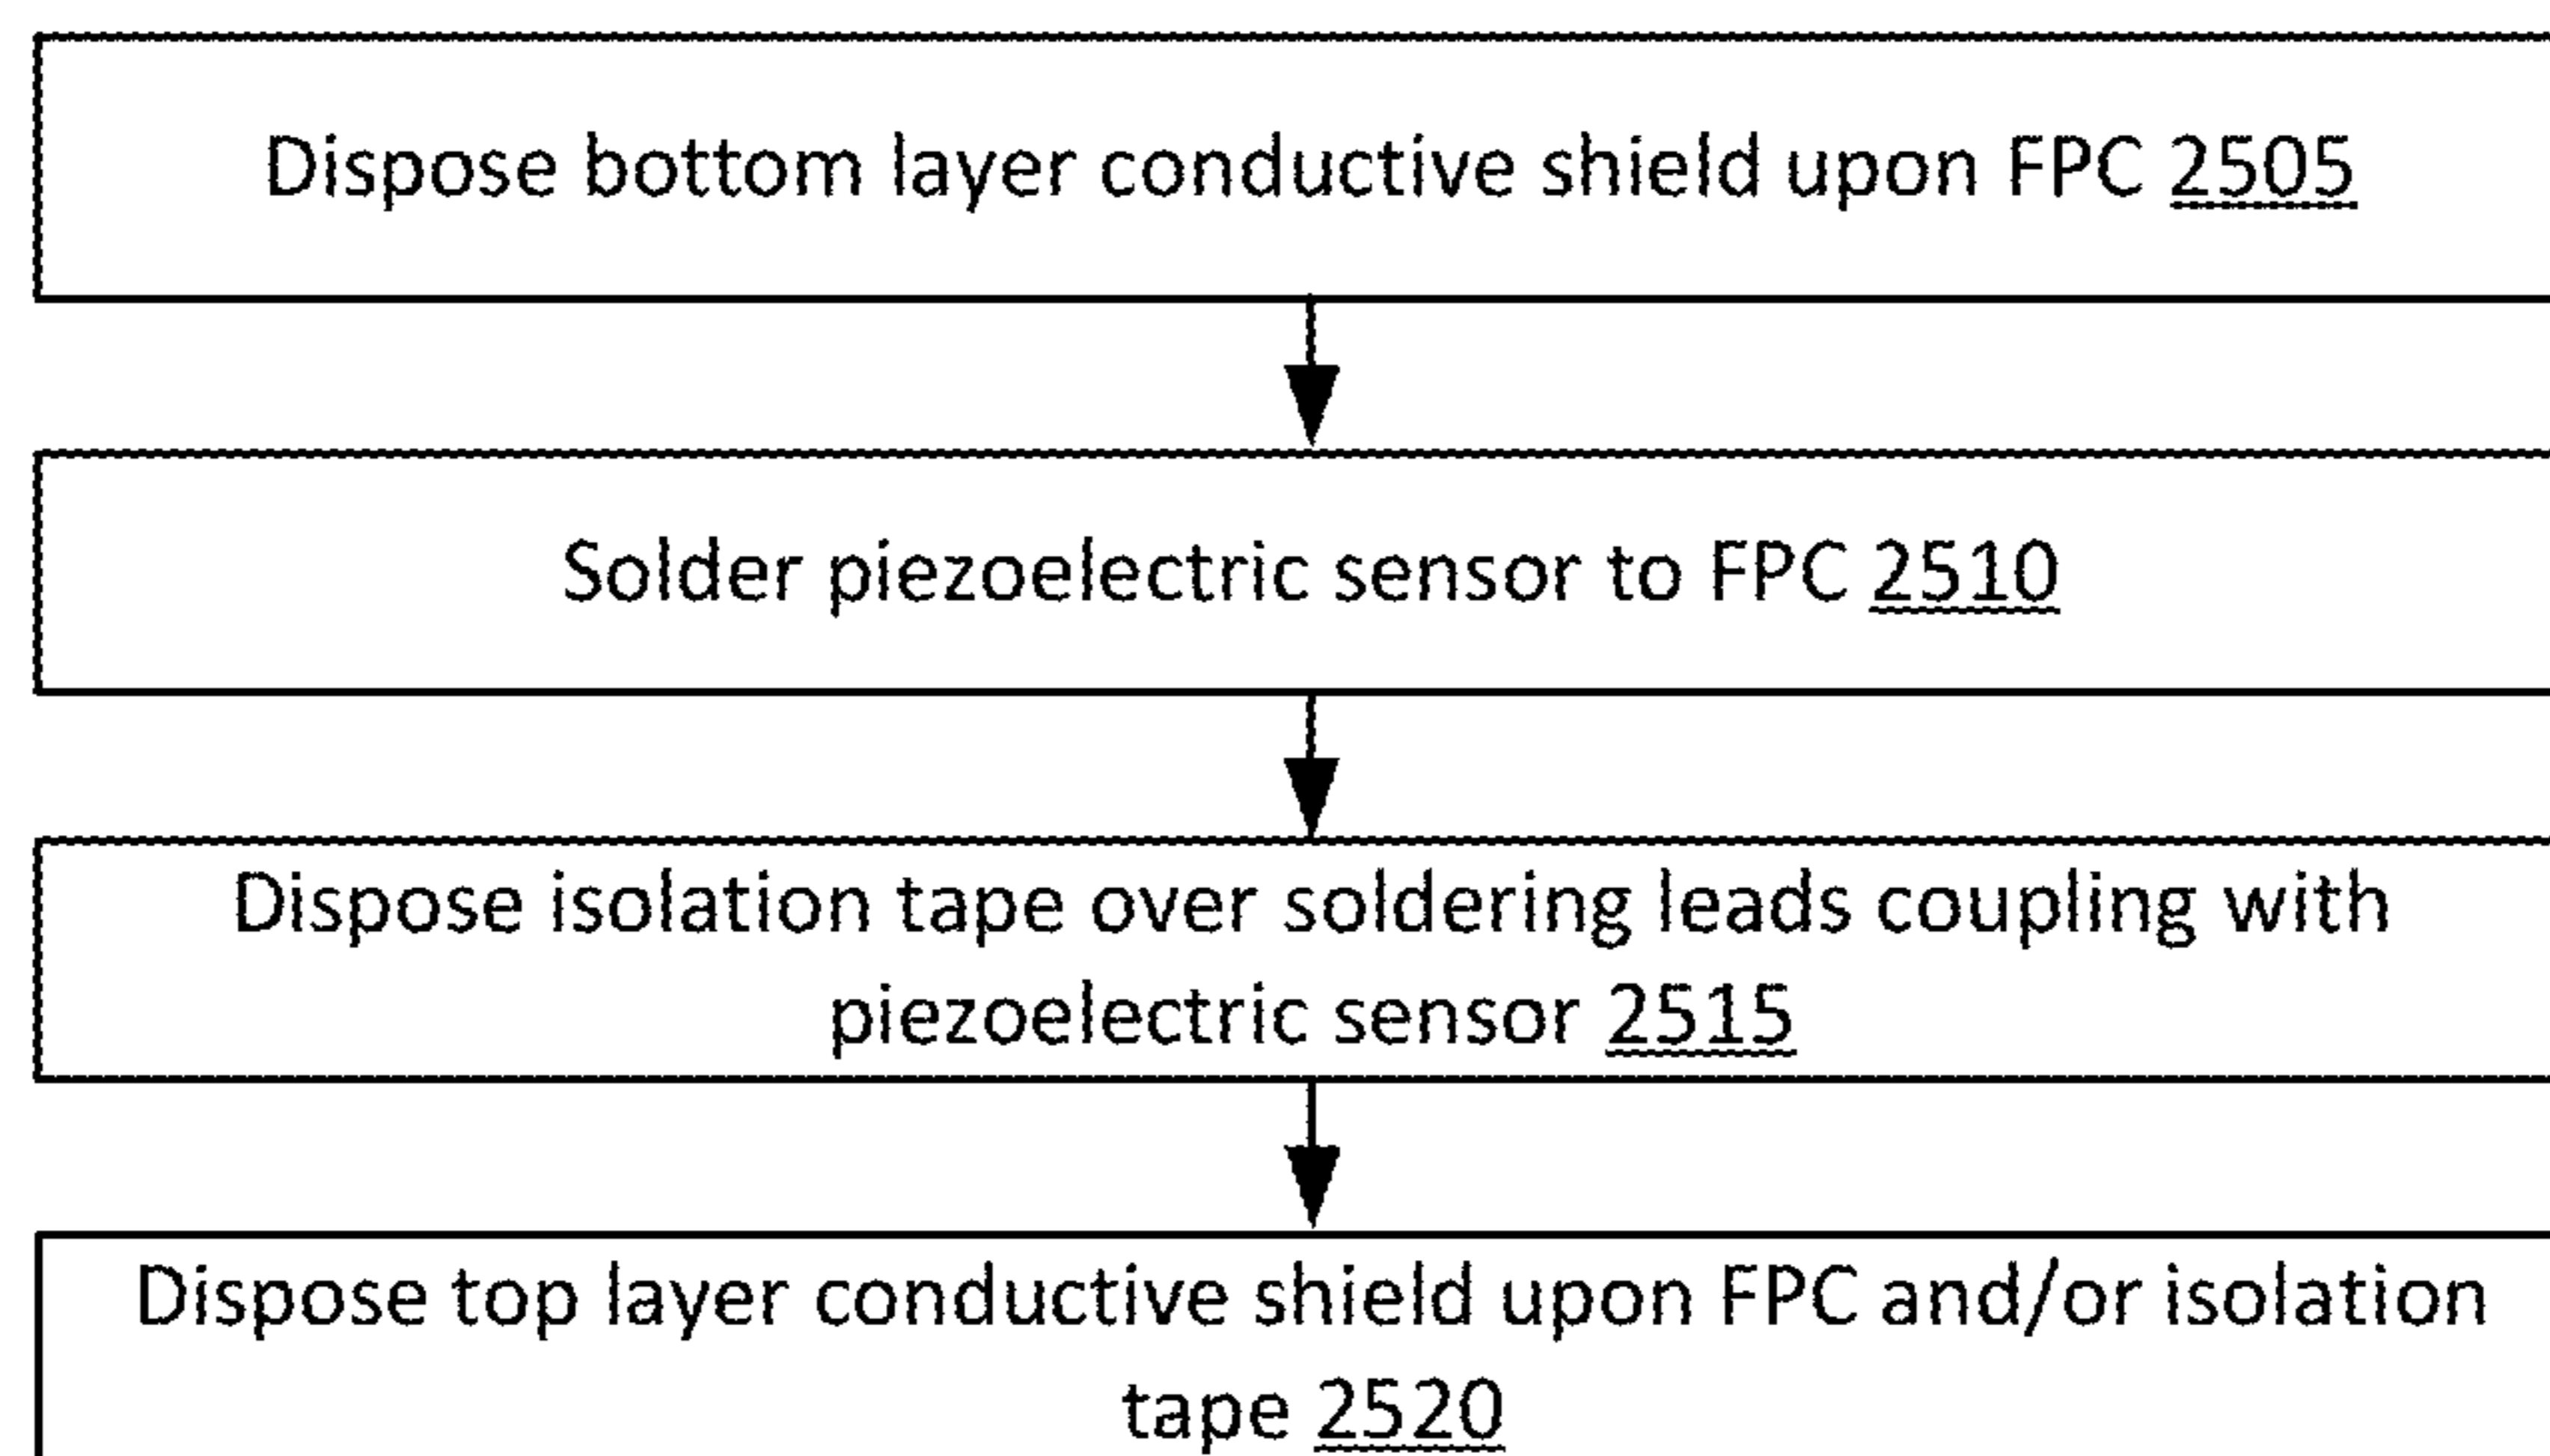 Dispose bottom layer conductive shield upon FPC 2505
Solder piezoelectric sensor to FPC 2510
Dispose isolation tape over soldering leads coupling with
piezoelectric sensor 2515
Dispose top layer conductive shield upon FPC and/or isolation
tape 2520